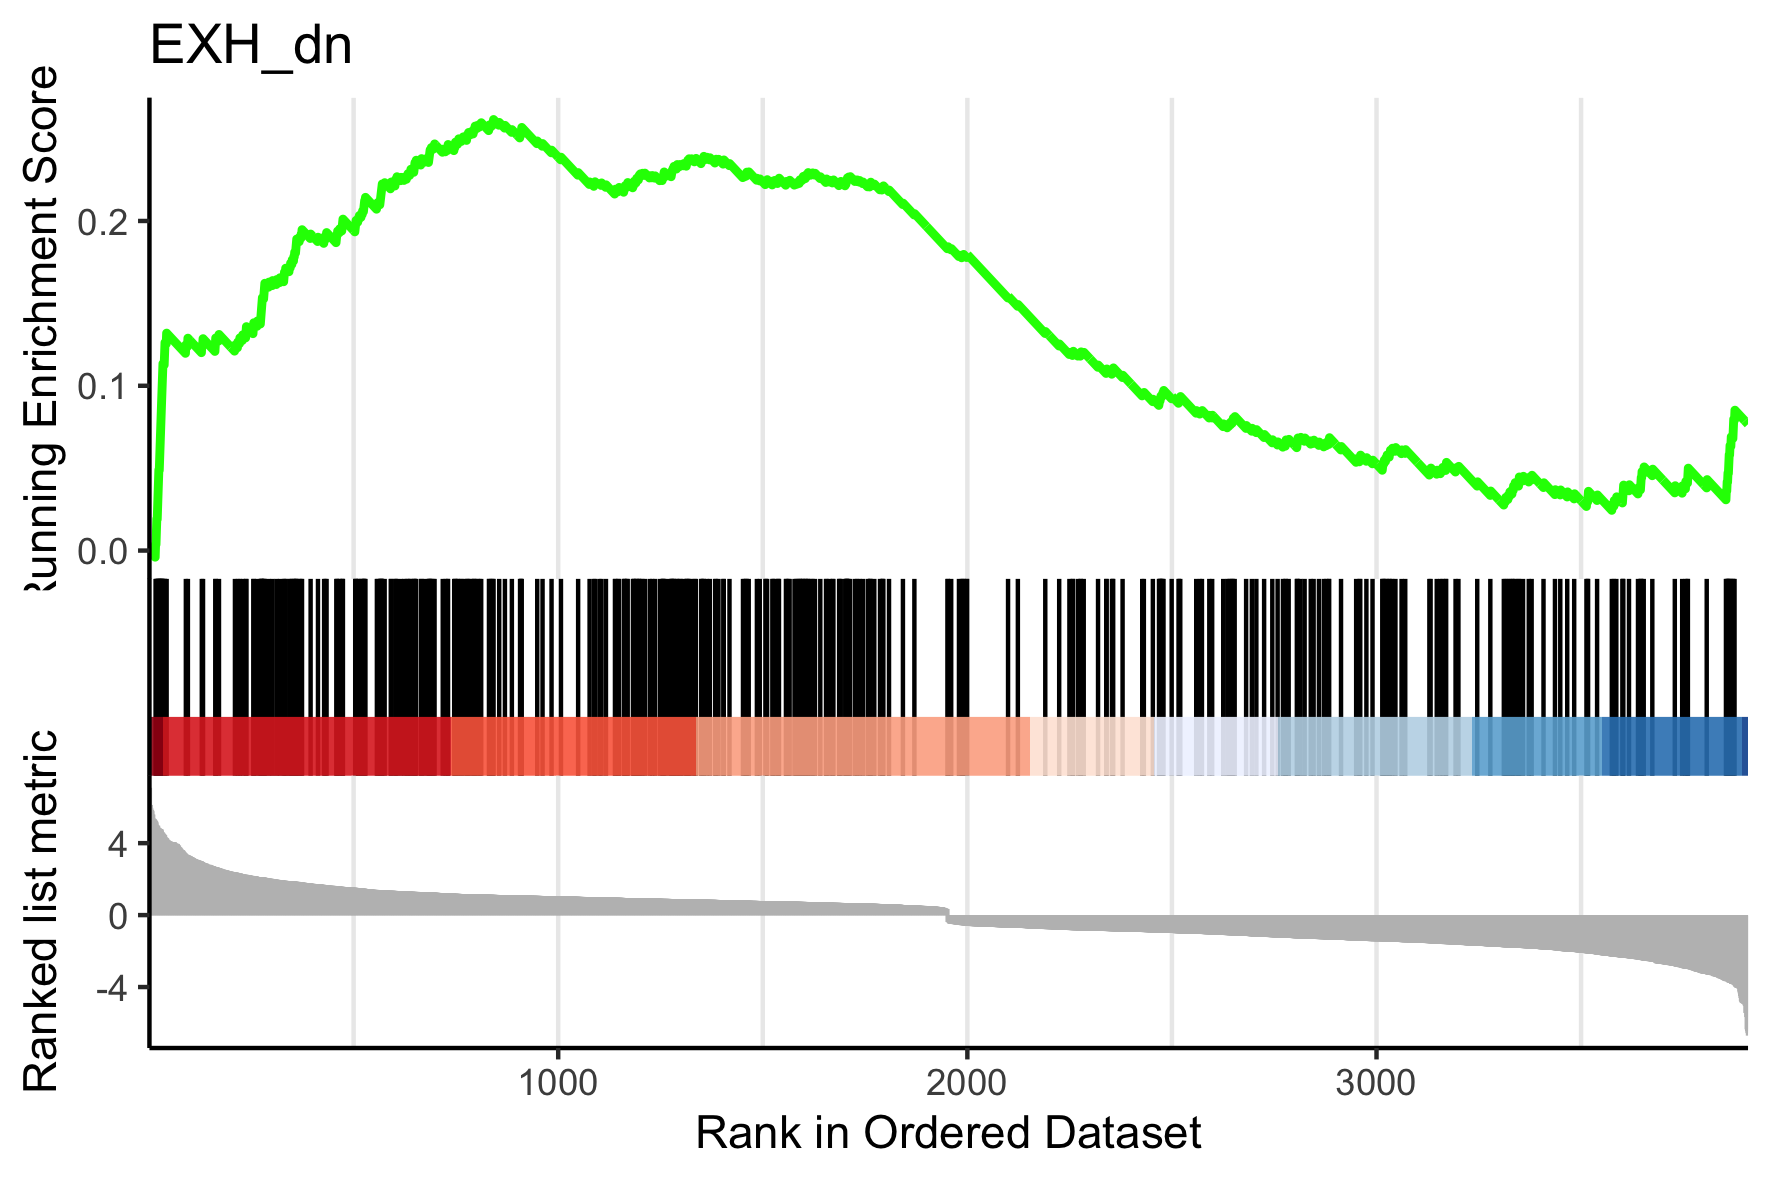 EXH_dn
Running Enrichment Score
0.2
0.1
0.0
Ranked list metric
4
0
-4
1000
2000
3000
Rank in Ordered Dataset